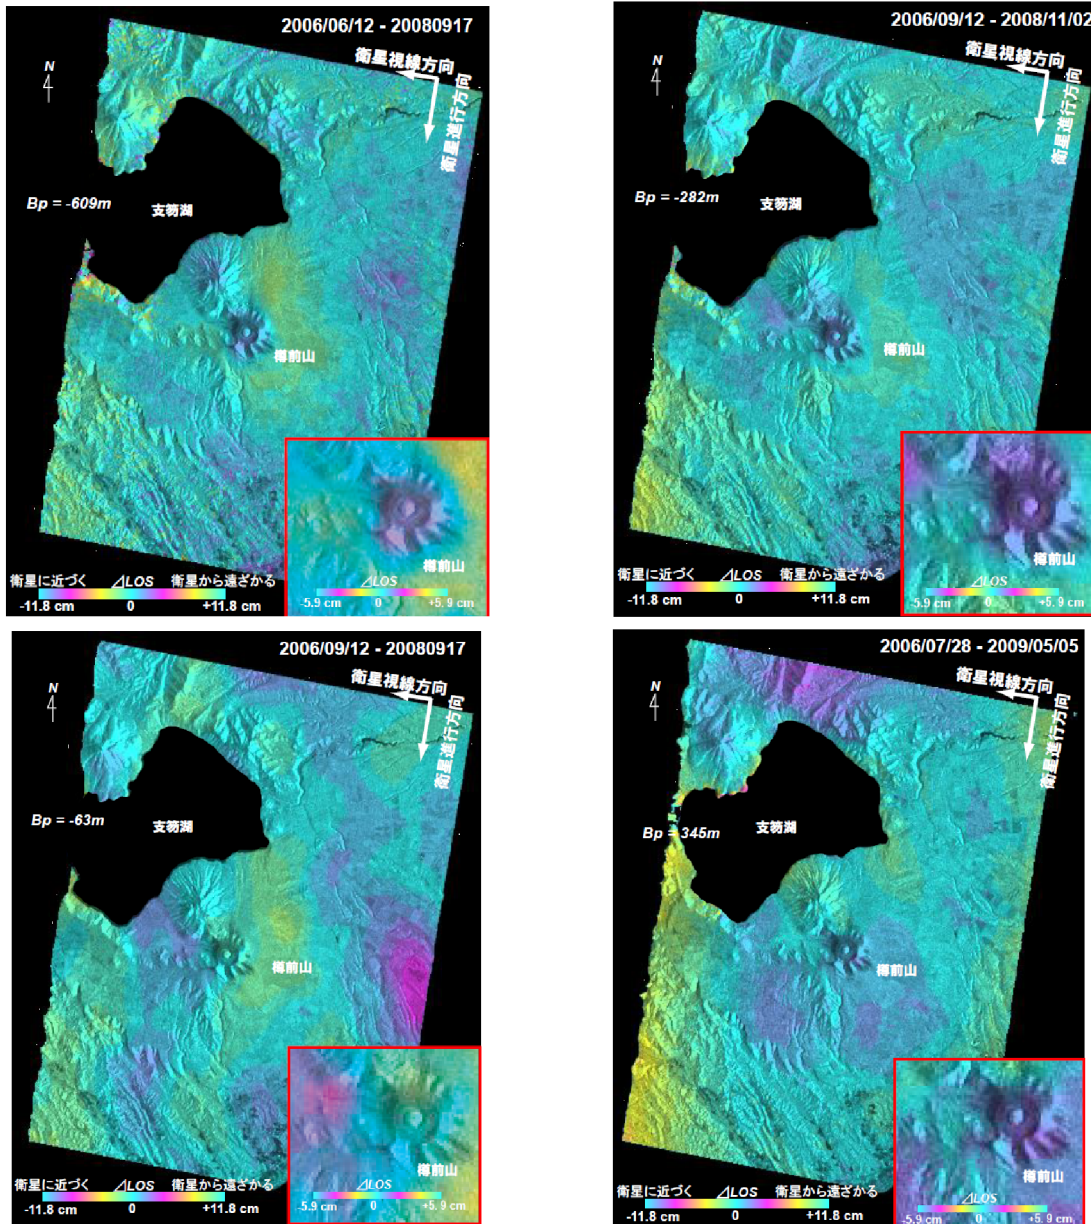 2006/06/12 - 20080917
衛星視線方向
衛星進行方向
N
Bp = -609m
支笏湖
樽前山
衛星に近づく ⊿LOS 衛星から遠ざかる
-11.8 cm 0 +11.8 cm
樽前山
⊿LOS
-5.9 cm 0 +5.9 cm
2006/09/12 - 2008/11/02
衛星視線方向
衛星進行方向
N
Bp = -282m
支笏湖
樽前山
衛星に近づく ⊿LOS 衛星から遠ざかる
-11.8 cm 0 +11.8 cm
樽前山
⊿LOS
-5.9 cm 0 +5.9 cm
2006/09/12 - 20080917
衛星視線方向
衛星進行方向
N
Bp = -63m
支笏湖
樽前山
衛星に近づく ⊿LOS 衛星から遠ざかる
-11.8 cm 0 +11.8 cm
樽前山
⊿LOS
-5.9 cm 0 +5.9 cm
2006/07/28 - 2009/05/05
衛星視線方向
衛星進行方向
N
Bp = 345m
支笏湖
樽前山
衛星に近づく ⊿LOS 衛星から遠ざかる
-11.8 cm 0 +11.8 cm
樽前山
⊿LOS
-5.9 cm 0 +5.9 cm